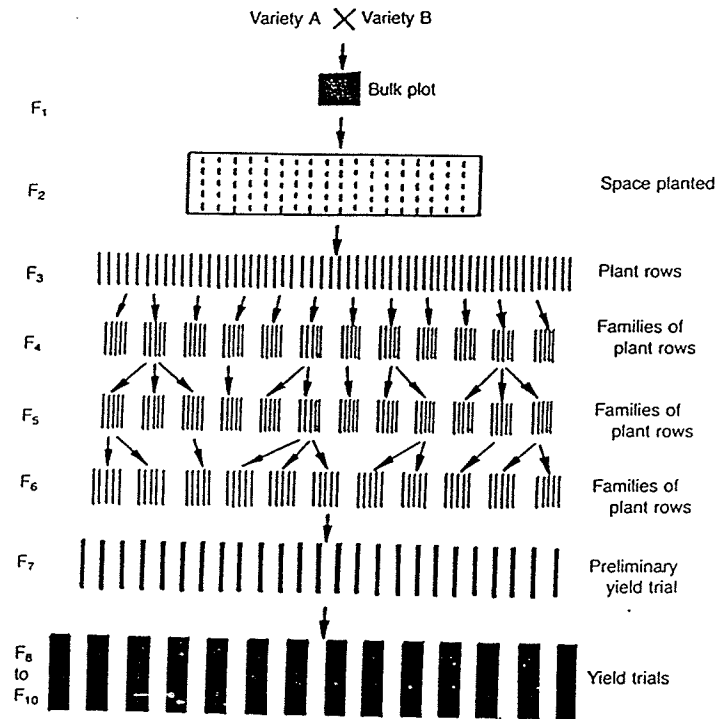 Variety A × Variety B
Bulk plot
F₁
F₂
Space planted
F₃
Plant rows
F₄
Families of
plant rows
F₅
Families of
plant rows
F₆
Families of
plant rows
F₇
Preliminary
yield trial
F₈
to
F₁₀
Yield trials